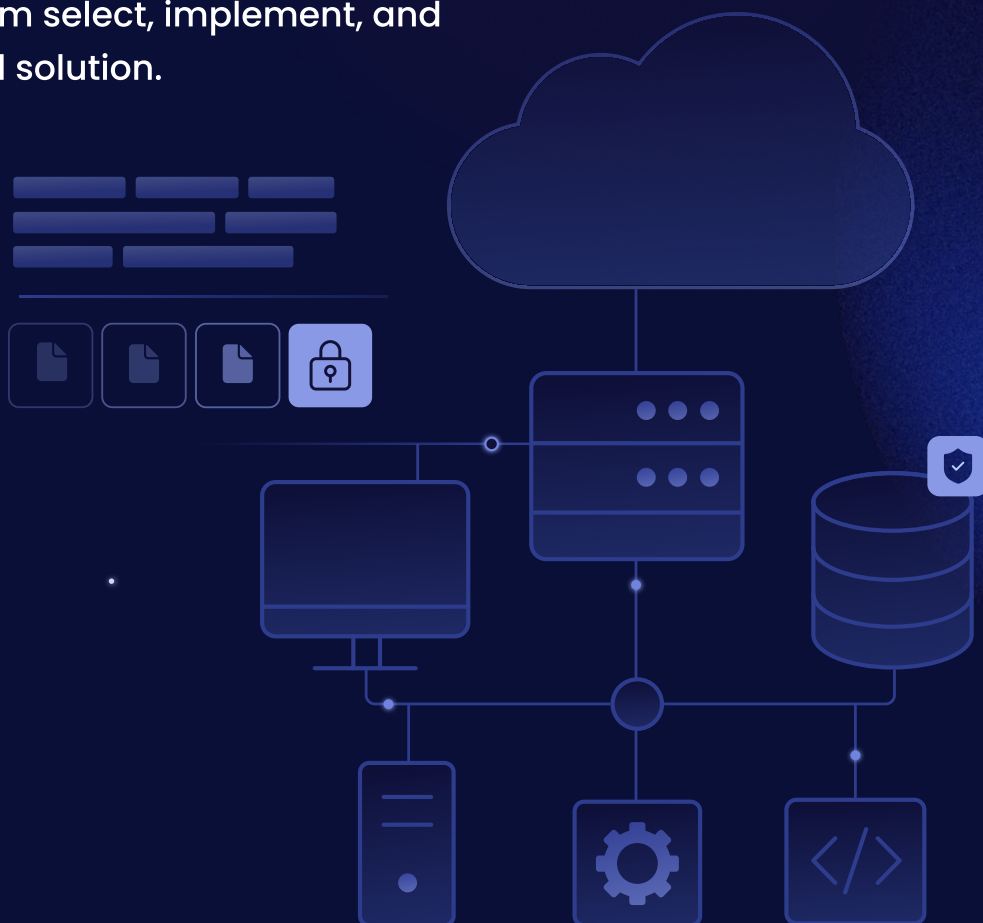 m select, implement, and
solution.